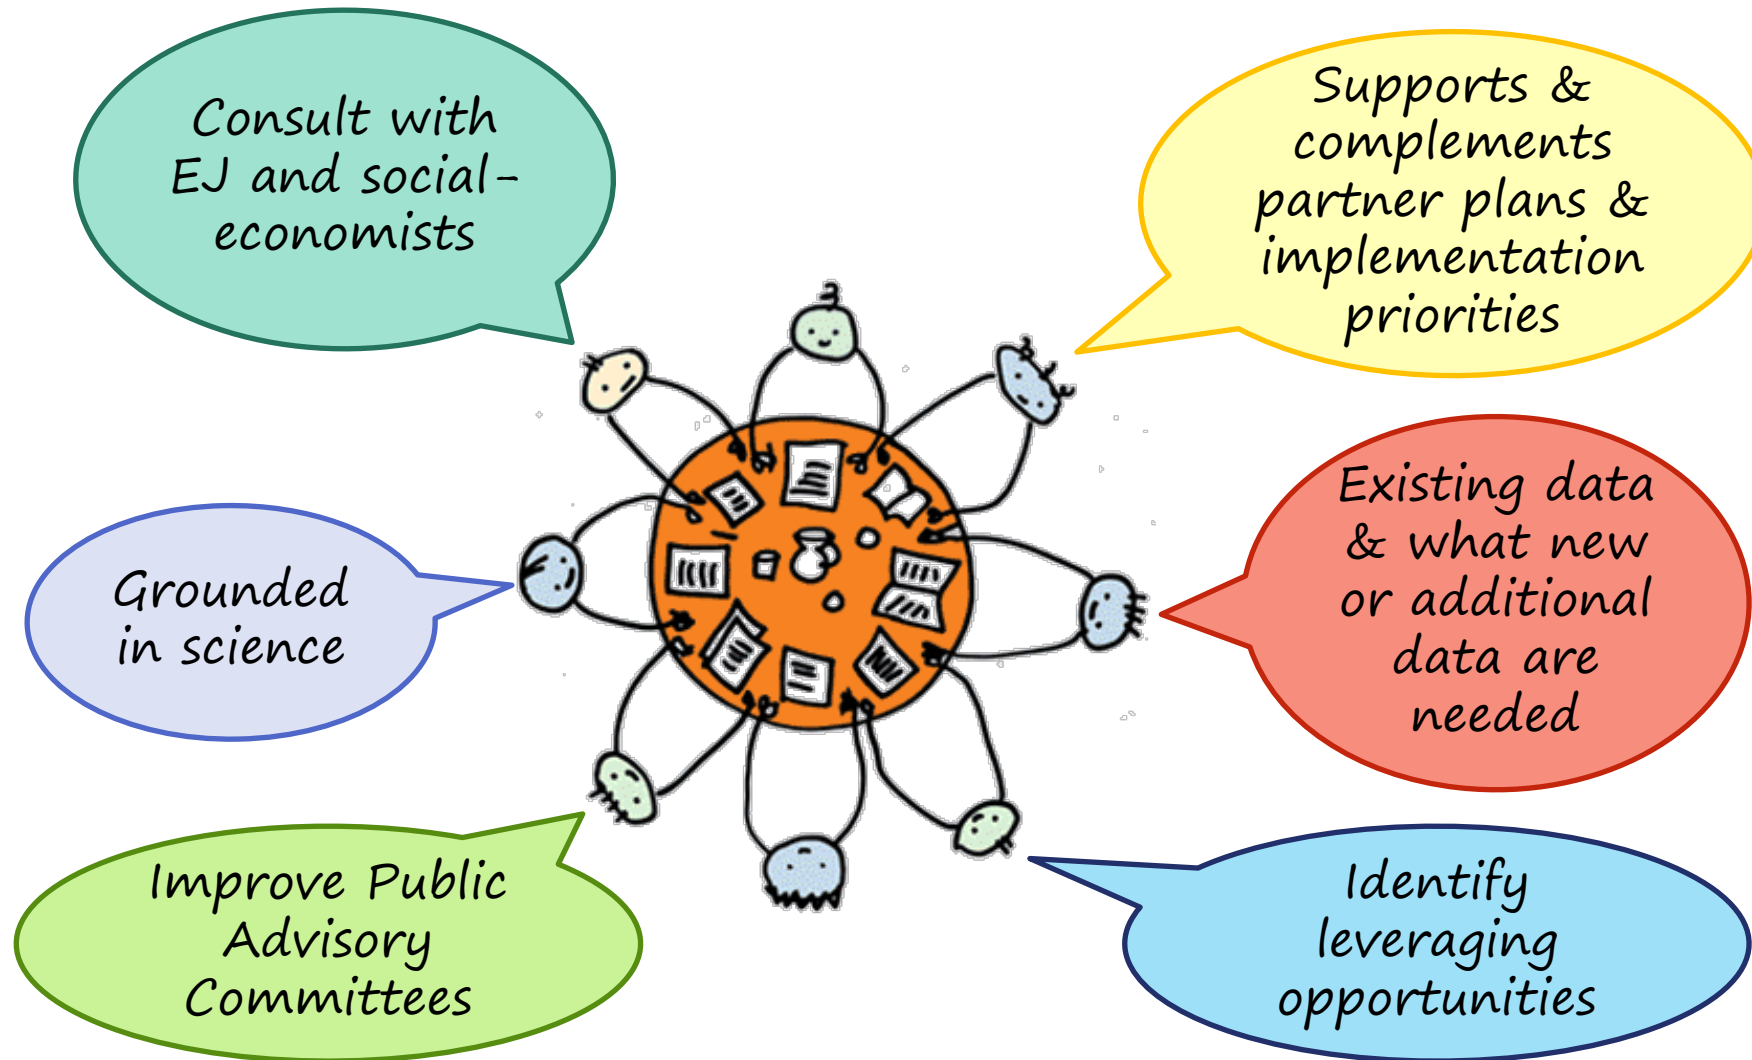 Consult with
EJ and social-
economists
Supports &
complements
partner plans &
implementation
priorities
Grounded
in science
Existing data
& what new
or additional
data are
needed
Improve Public
Advisory
Committees
Identify
leveraging
opportunities